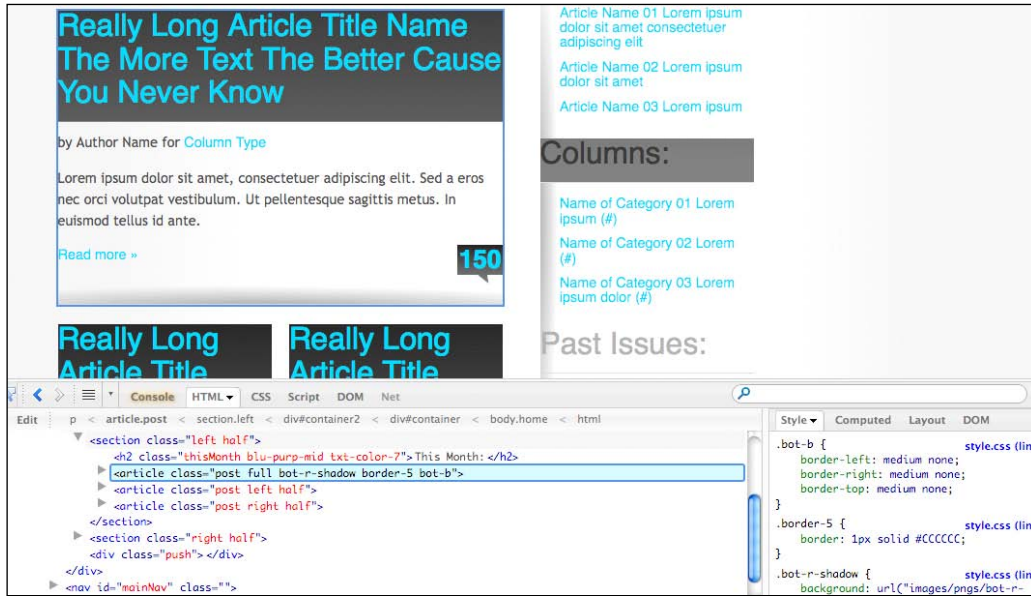 Really Long Article Title Name
The More Text The Better Cause
You Never Know
by Author Name for Column Type
Lorem ipsum dolor sit amet, consectetuer adipiscing elit. Sed a eros
nec orci volutpat vestibulum. Ut pellentesque sagittis metus. In
euismod tellus id ante.
Read more »
150
Really Long
Article Title
Really Long
Article Title
Article Name 01 Lorem ipsum
dolor sit amet consectetuer
adipiscing elit
Article Name 02 Lorem ipsum
dolor sit amet
Article Name 03 Lorem ipsum
Columns:
Name of Category 01 Lorem
ipsum (#)
Name of Category 02 Lorem
(#)
Name of Category 03 Lorem
ipsum dolor (#)
Past Issues:
Console HTML CSS Script DOM Net
Edit p < article.post < section.left < div#container2 < div#container < body.home < html
<section class="left half">
<h2 class="thisMonth blu-purp-mid txt-color-7">This Month:</h2>
<article class="post full bot-r-shadow border-5 bot-b">
<article class="post left half">
<article class="post right half">
</section>
<section class="right half">
<div class="push"></div>
</div>
<nav id="mainNav" class="">
Style Computed Layout DOM
.bot-b { style.css (lin
border-left: medium none;
border-right: medium none;
border-top: medium none;
}
.border-5 { style.css (lin
border: 1px solid #CCCCCC;
}
.bot-r-shadow { style.css (lin
background: url("images/pngs/bot-r-